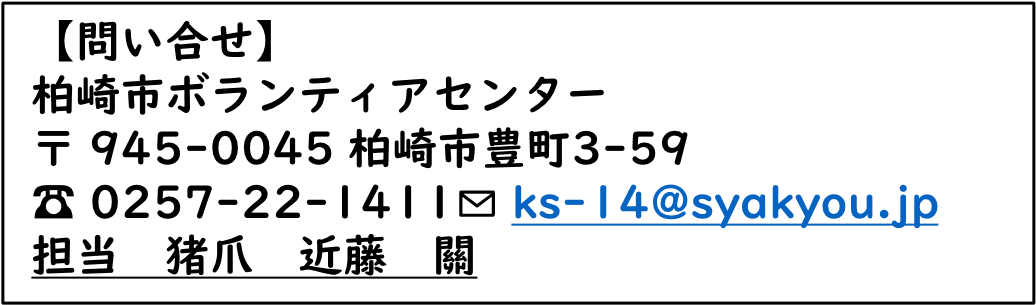 【問い合せ】
柏崎市ボランティアセンター
〒 945-0045 柏崎市豊町3-59
☎ 0257-22-1411✉ ks-14@syakyou.jp
担当　猪爪　近藤　關